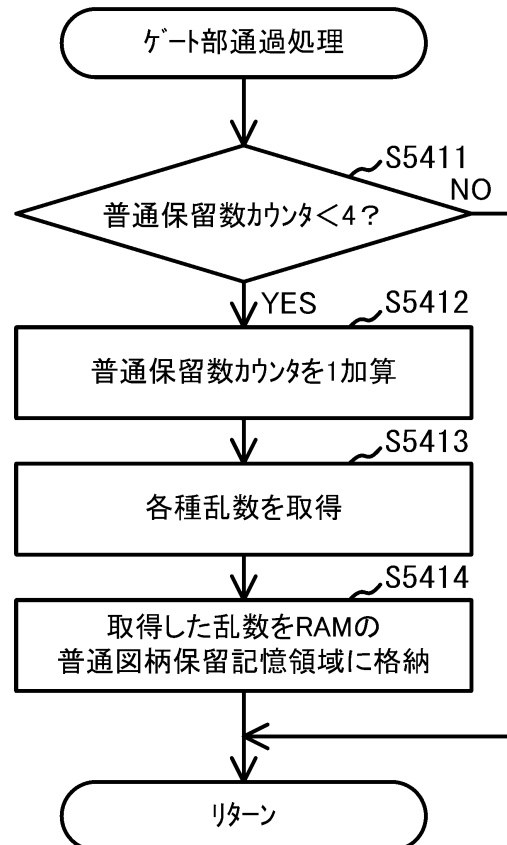 ｹﾞｰﾄ部通過処理
S5411
NO
普通保留数ｶｳﾝﾀ＜4？
YES
S5412
普通保留数ｶｳﾝﾀを1加算
S5413
各種乱数を取得
S5414
取得した乱数をRAMの
普通図柄保留記憶領域に格納
ﾘﾀｰﾝ